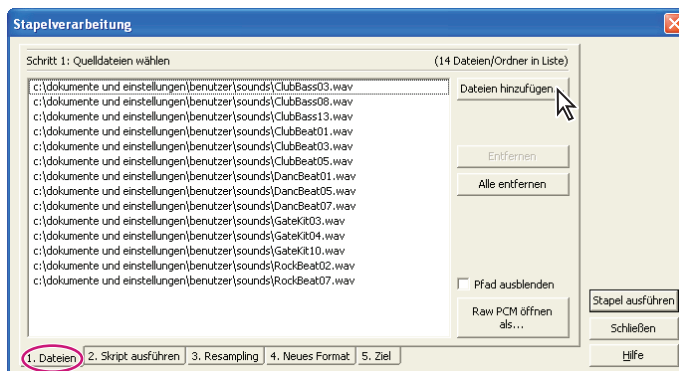 Stapelverarbeitung
Schritt 1: Quelldateien wählen
(14 Dateien/Ordner in Liste)
c:\dokumente und einstellungen\benutzer\sounds\ClubBass03.wav
c:\dokumente und einstellungen\benutzer\sounds\ClubBass08.wav
c:\dokumente und einstellungen\benutzer\sounds\ClubBass13.wav
c:\dokumente und einstellungen\benutzer\sounds\ClubBeat01.wav
c:\dokumente und einstellungen\benutzer\sounds\ClubBeat03.wav
c:\dokumente und einstellungen\benutzer\sounds\ClubBeat05.wav
c:\dokumente und einstellungen\benutzer\sounds\DancBeat01.wav
c:\dokumente und einstellungen\benutzer\sounds\DancBeat05.wav
c:\dokumente und einstellungen\benutzer\sounds\DancBeat07.wav
c:\dokumente und einstellungen\benutzer\sounds\GateKit03.wav
c:\dokumente und einstellungen\benutzer\sounds\GateKit04.wav
c:\dokumente und einstellungen\benutzer\sounds\GateKit10.wav
c:\dokumente und einstellungen\benutzer\sounds\RockBeat02.wav
c:\dokumente und einstellungen\benutzer\sounds\RockBeat07.wav
Dateien hinzufügen...
Entfernen
Alle entfernen
Pfad ausblenden
Raw PCM öffnen
als...
Stapel ausführen
Schließen
Hilfe
1. Dateien
2. Skript ausführen
3. Resampling
4. Neues Format
5. Ziel